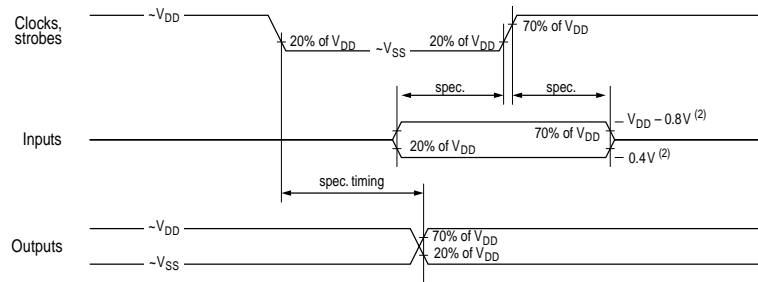 Clocks,
strobes
~VDD
20% of VDD
~VSS
20% of VDD
70% of VDD
spec.
spec.
Inputs
20% of VDD
70% of VDD
VDD – 0.8V (2)
0.4V (2)
spec. timing
Outputs
~VDD
~VSS
70% of VDD
20% of VDD